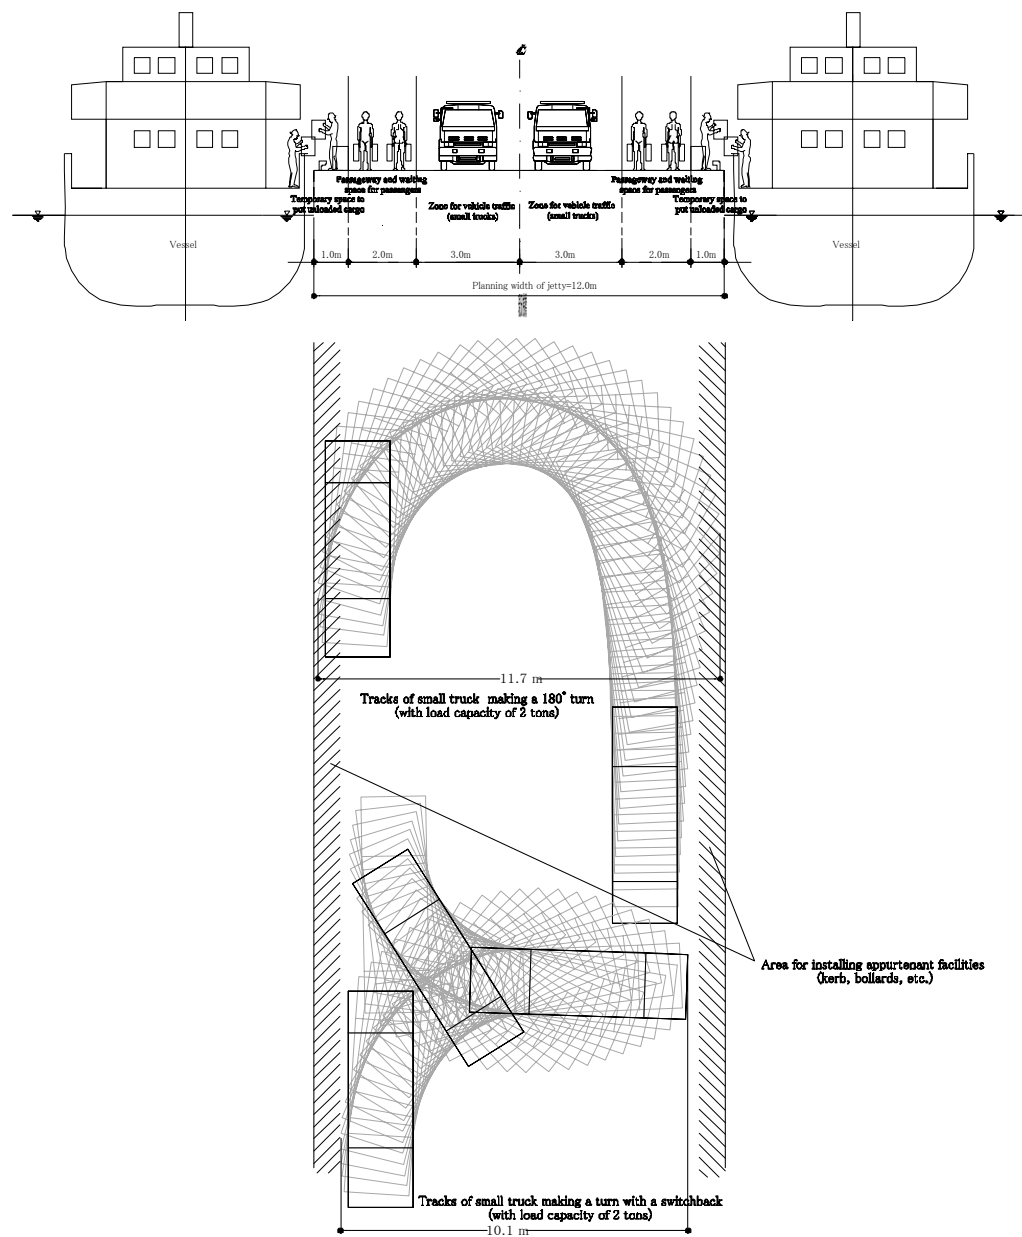 ℄
Passageway and waiting
space for passangers
Passageway and waiting
space for passangers
Temporary space to
put unloaded cargo
Zone for vehicle traffic
(small trucks)
Zone for vehicle traffic
(small trucks)
Temporary space to
put unloaded cargo
Vessel
Vessel
1.0m 2.0m 3.0m 3.0m 2.0m 1.0m
Planning width of jetty=12.0m
11.7 m
Tracks of small truck making a 180° turn
(with load capacity of 2 tons)
Area for installing appurtenant facilities
(kerb, bollards, etc.)
Tracks of small truck making a turn with a switchback
(with load capacity of 2 tons)
10.1 m